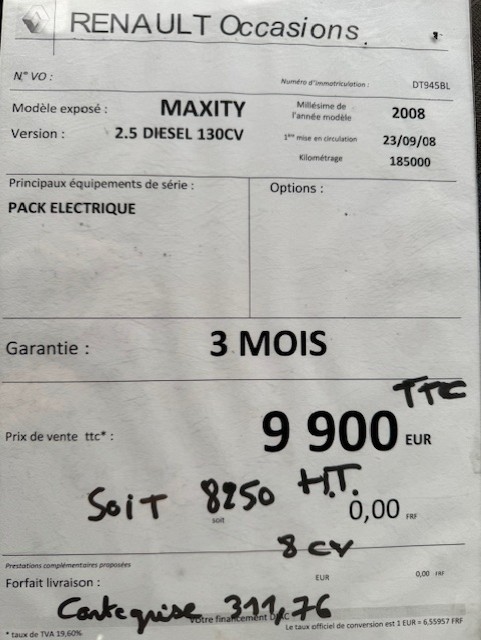 RENAULT Occasions
N° VO :
Numéro d'immatriculation : DT945BL
Modèle exposé : MAXITY
Millésime de l'année modèle 2008
Version : 2.5 DIESEL 130CV
1ère mise en circulation 23/09/08
Kilométrage 185000
Principaux équipements de série :
Options :
PACK ELECTRIQUE
Garantie : 3 MOIS
TTC
Prix de vente ttc* : 9 900 EUR
SOIT 8250 H.T.
soit 0,00 FRF
8 CV
Prestations complémentaires proposées
Forfait livraison : EUR 0,00 FRF
Carte grise 311,76
Votre financement
* taux de TVA 19,60%
Le taux officiel de conversion est 1 EUR = 6,55957 FRF